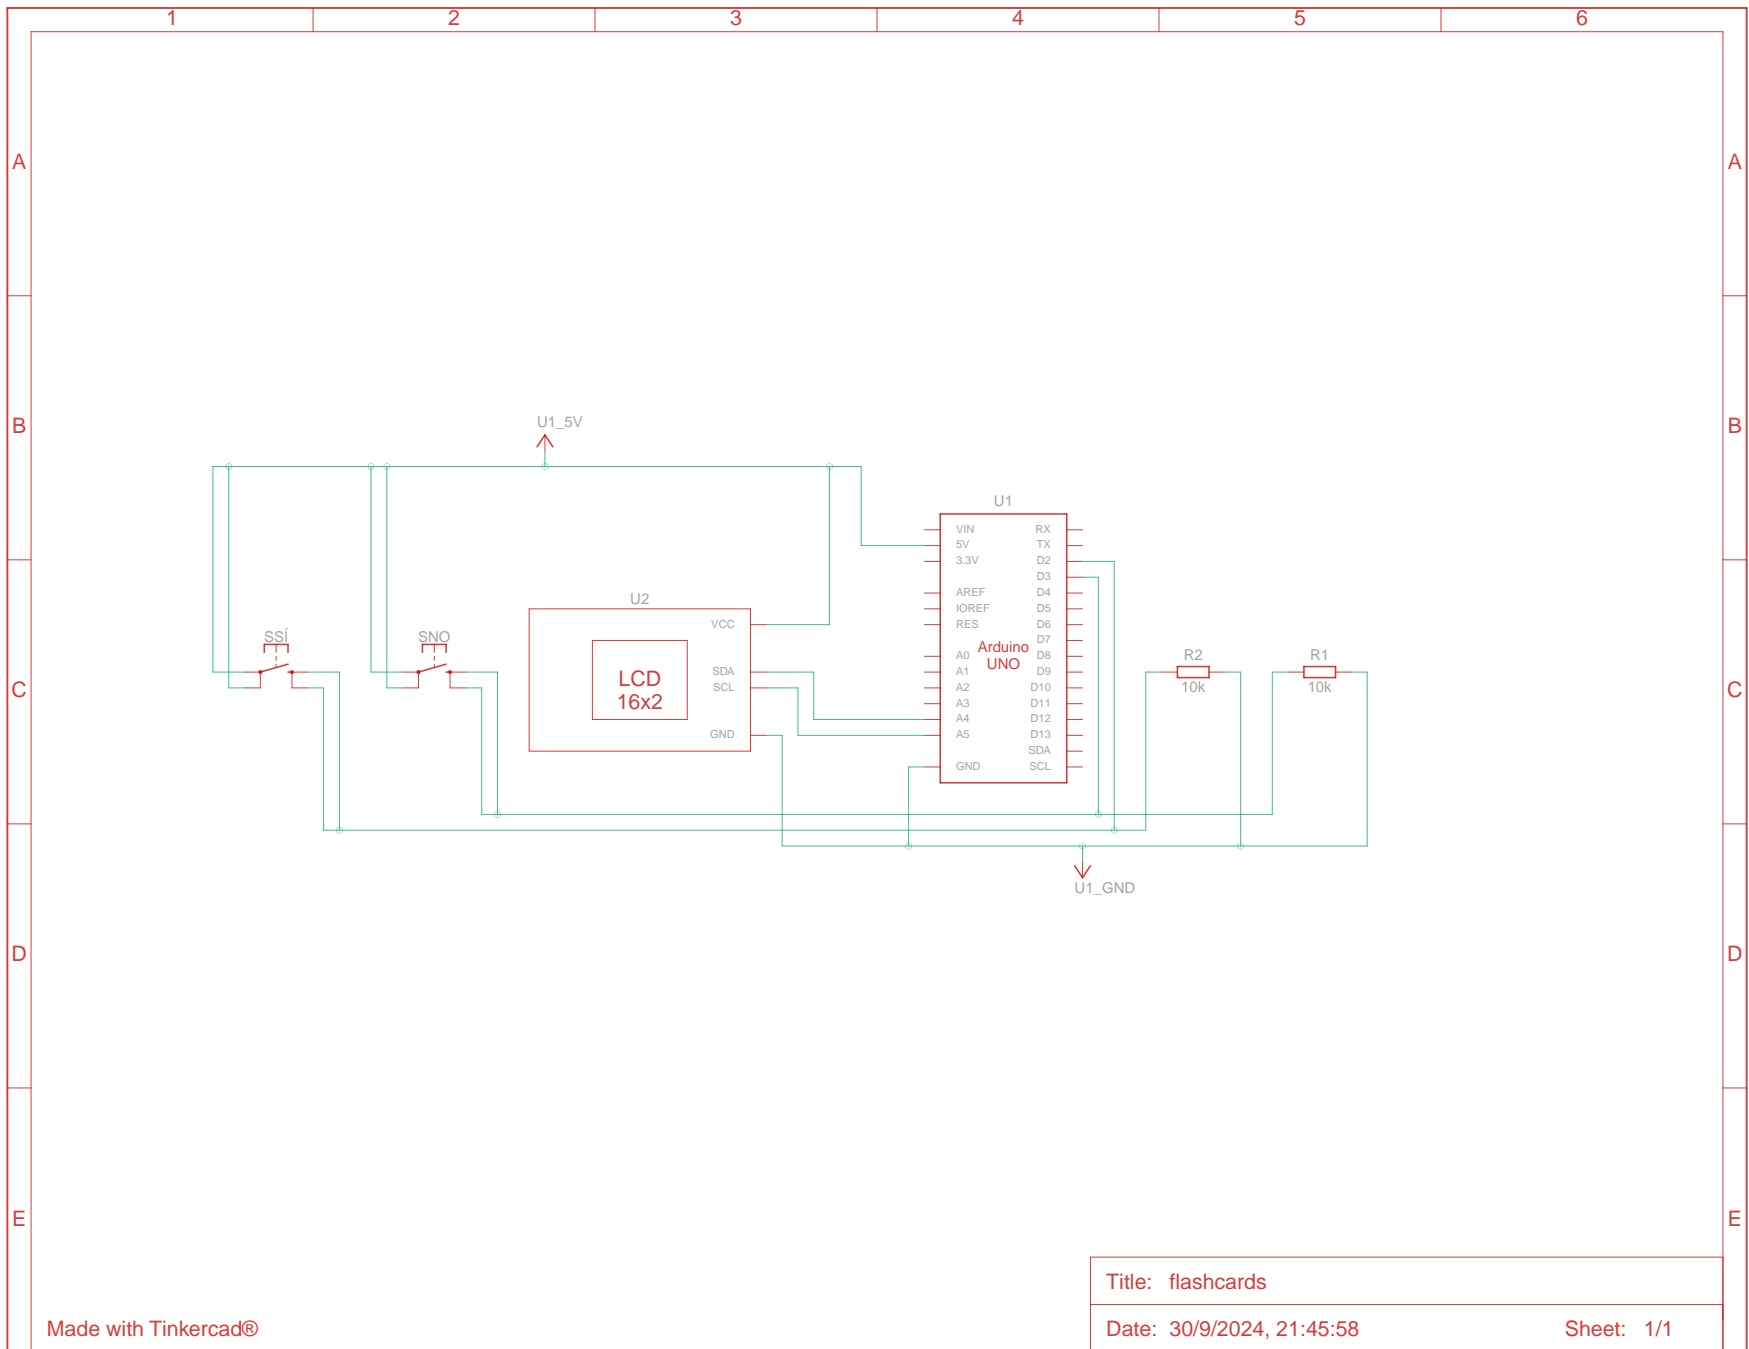 1 2 3 4 5 6
A A
B B
U1_5V
U1
VIN RX
5V TX
3.3V D2
D3
AREF D4
IOREF D5
RES D6
D7
Arduino
UNO
A0 D8
A1 D9
A2 D10
A3 D11
A4 D12
A5 D13
SDA
GND SCL
U2
VCC
SDA
SCL
GND
LCD
16x2
SSÍ
SNO
R2
10k
R1
10k
C C
U1_GND
D D
E E
Title: flashcards
Made with Tinkercad®
Date: 30/9/2024, 21:45:58 Sheet: 1/1